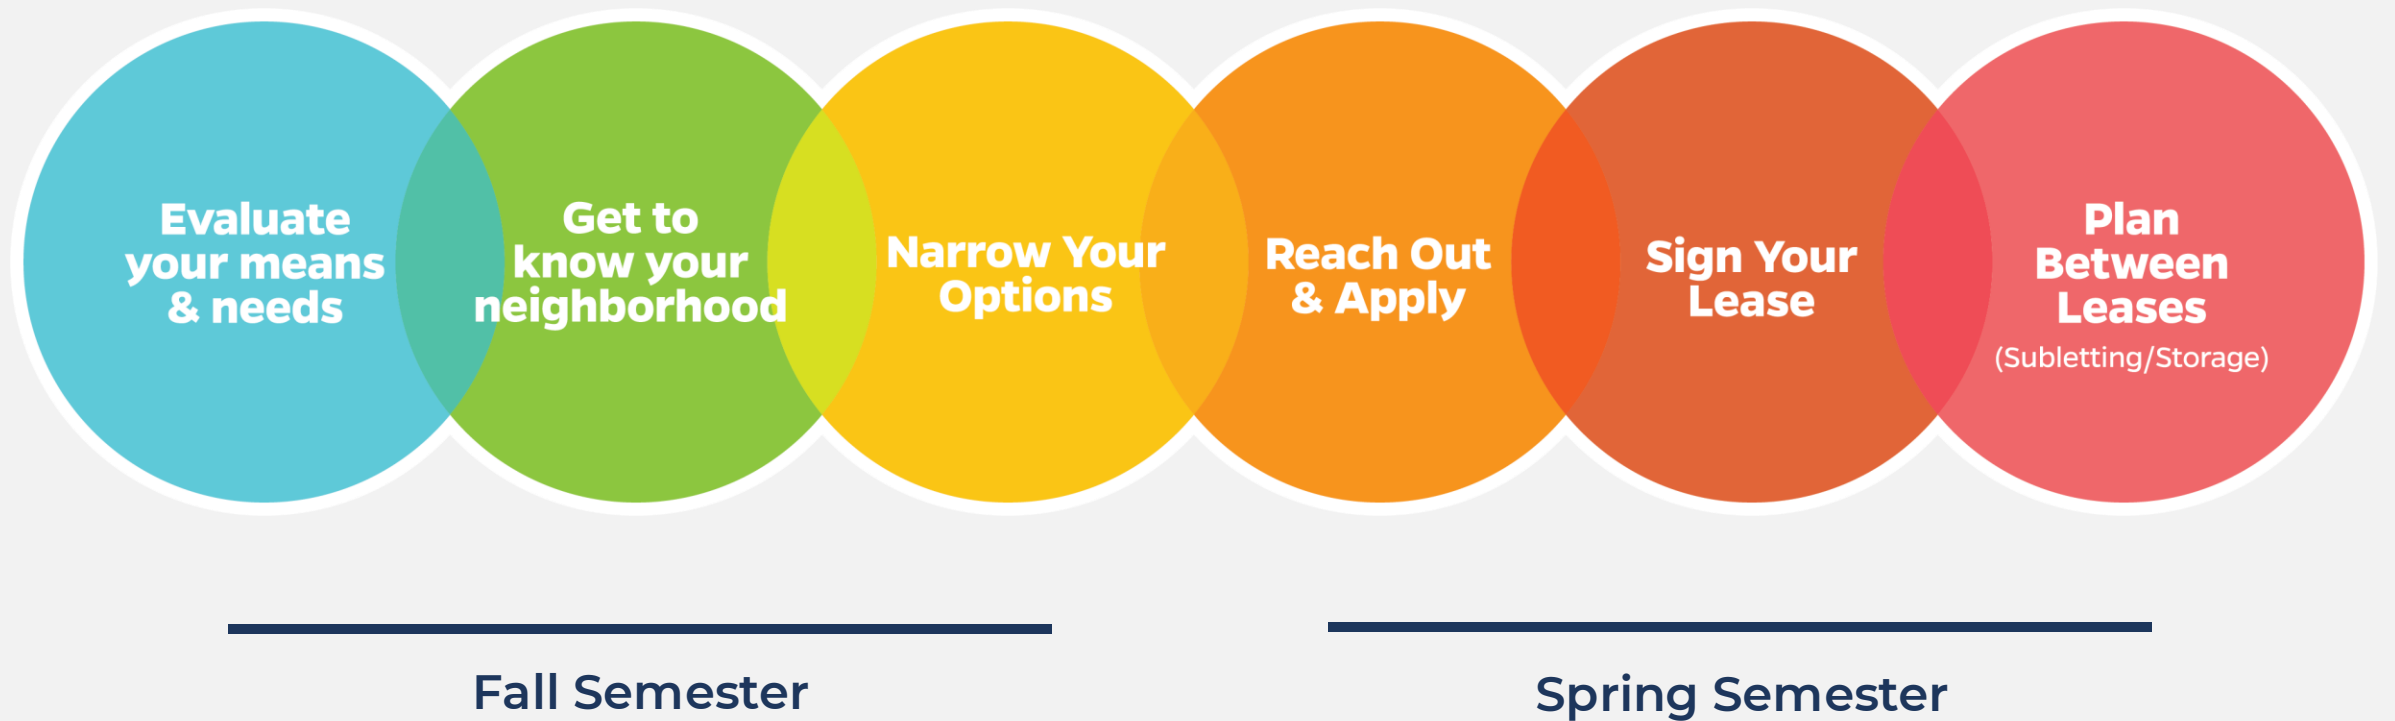 Evaluate
your means
& needs
Get to
know your
neighborhood
Narrow Your
Options
Reach Out
& Apply
Sign Your
Lease
Plan
Between
Leases
(Subletting/Storage)
Fall Semester
Spring Semester